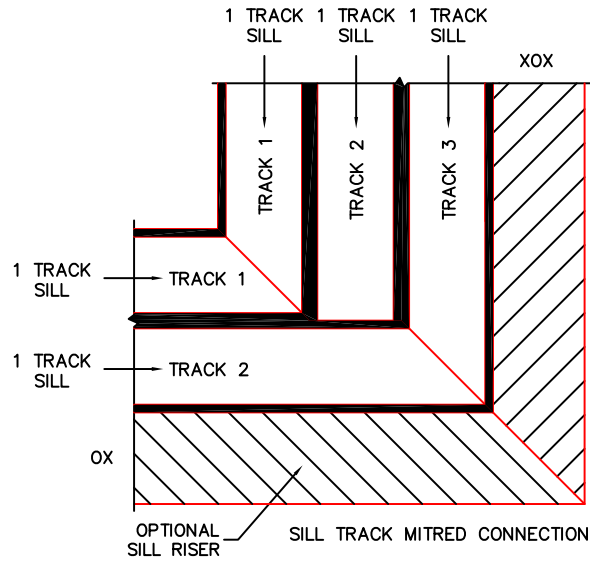 1 TRACK 1 TRACK 1 TRACK
SILL SILL SILL
XOX
TRACK 1
TRACK 2
TRACK 3
1 TRACK
SILL
TRACK 1
1 TRACK
SILL
TRACK 2
OX
OPTIONAL
SILL RISER
SILL TRACK MITRED CONNECTION